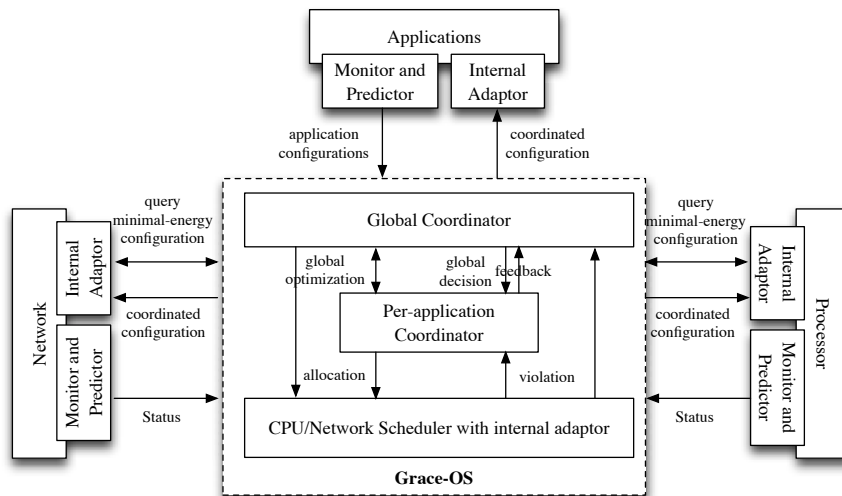 Applications
Monitor and
Predictor
Internal
Adaptor
application
configurations
coordinated
configuration
query
minimal-energy
configuration
Network
Internal
Adaptor
coordinated
configuration
Monitor and
Predictor
Status
Global Coordinator
global
optimization
global
decision
feedback
Per-application
Coordinator
allocation
violation
CPU/Network Scheduler with internal adaptor
Grace-OS
query
minimal-energy
configuration
Internal
Adaptor
Processor
coordinated
configuration
Monitor and
Predictor
Status